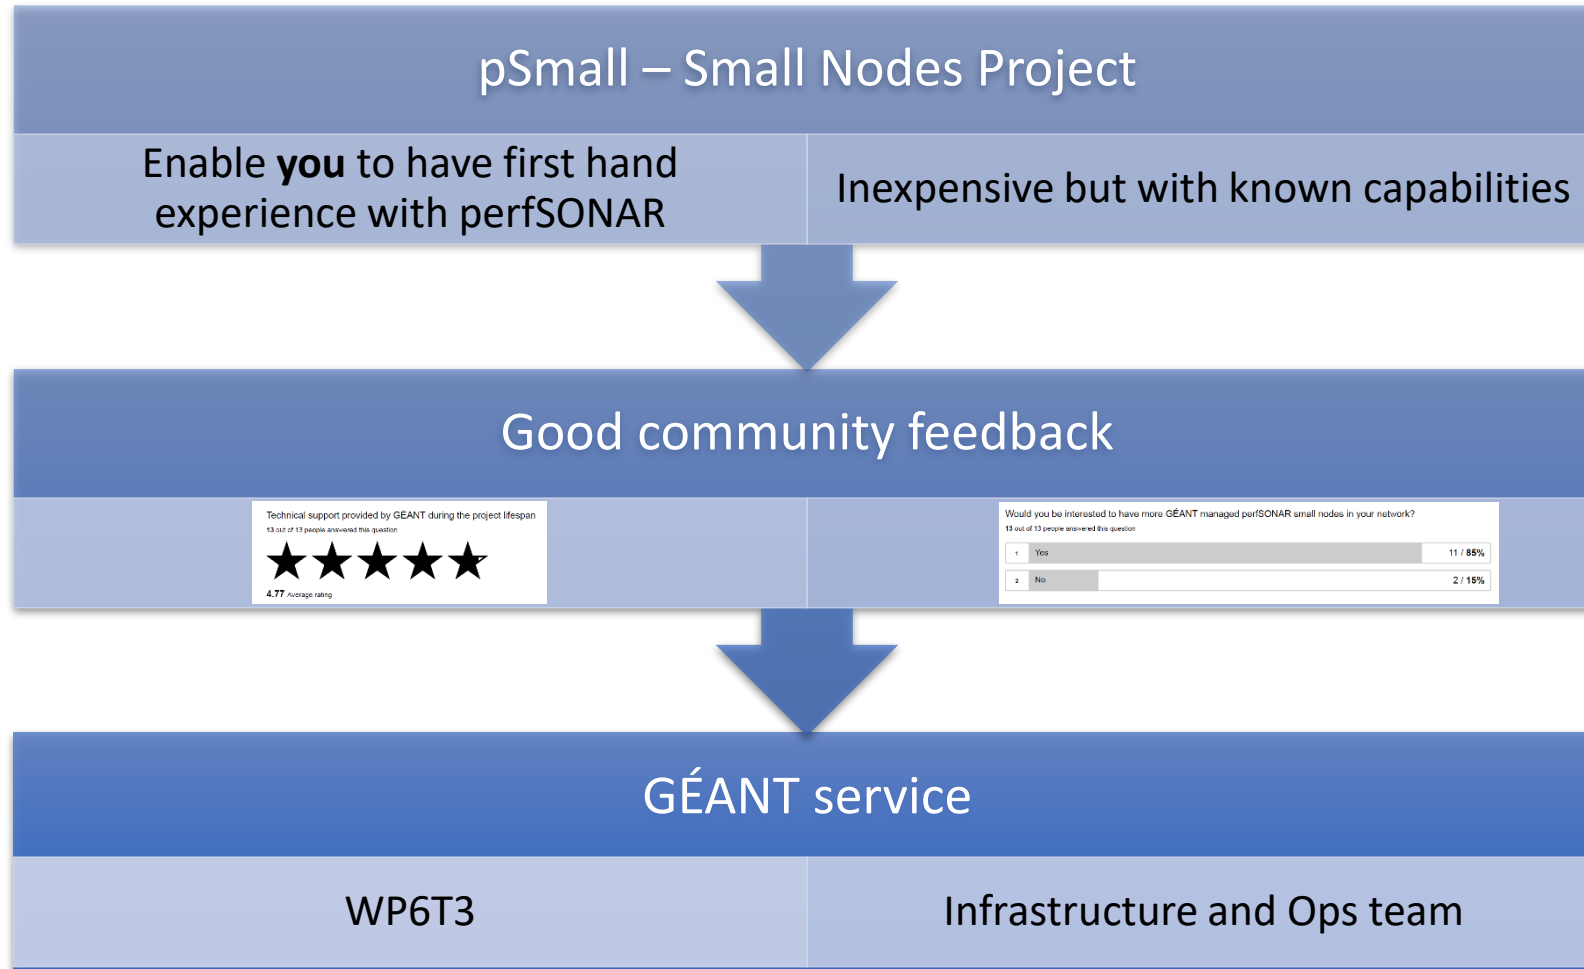 pSmall – Small Nodes Project
Enable you to have first hand
experience with perfSONAR
Inexpensive but with known capabilities
Good community feedback
Technical support provided by GÉANT during the project lifespan
13 out of 13 people answered this question
4.77 Average rating
Would you be interested to have more GÉANT managed perfSONAR small nodes in your network?
13 out of 13 people answered this question
1 Yes 11 / 85%
2 No 2 / 15%
GÉANT service
WP6T3
Infrastructure and Ops team